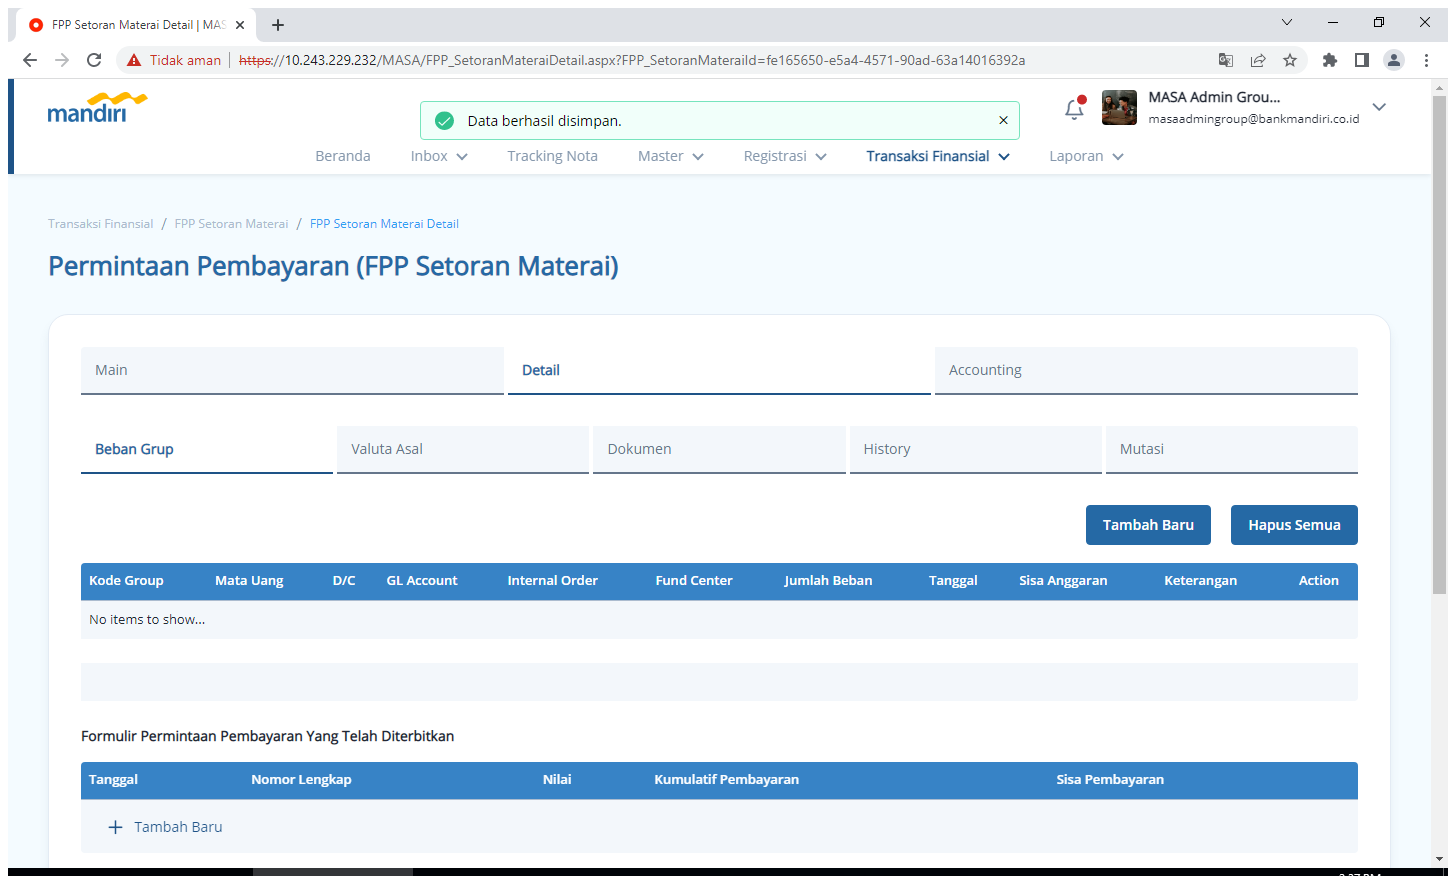 FPP Setoran Materai Detail | MAS
Tidak aman | https://10.243.229.232/MASA/FPP_SetoranMateraiDetail.aspx?FPP_SetoranMateraiId=fe165650-e5a4-4571-90ad-63a14016392a
mandiri
Data berhasil disimpan.
MASA Admin Grou...
masaadmingroup@bankmandiri.co.id
Beranda Inbox Tracking Nota Master Registrasi Transaksi Finansial Laporan
Transaksi Finansial / FPP Setoran Materai / FPP Setoran Materai Detail
Permintaan Pembayaran (FPP Setoran Materai)
Main Detail Accounting
Beban Grup Valuta Asal Dokumen History Mutasi
Tambah Baru Hapus Semua
Kode Group Mata Uang D/C GL Account Internal Order Fund Center Jumlah Beban Tanggal Sisa Anggaran Keterangan Action
No items to show...
Formulir Permintaan Pembayaran Yang Telah Diterbitkan
Tanggal Nomor Lengkap Nilai Kumulatif Pembayaran Sisa Pembayaran
+ Tambah Baru